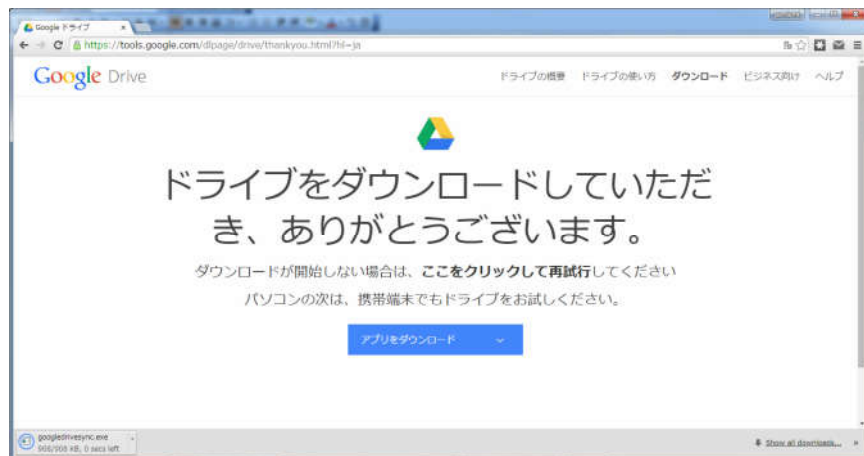 Google ドライブ
https://tools.google.com/dlpage/drive/thankyou.html?hl=ja
Google Drive
ドライブの概要 ドライブの使い方 ダウンロード ビジネス向け ヘルプ
ドライブをダウンロードしていただ
き、ありがとうございます。
ダウンロードが開始しない場合は、ここをクリックして再試行してください
パソコンの次は、携帯端末でもドライブをお試しください。
アプリをダウンロード
googledrivesync.exe
908/908 kB, 0 secs left
Show all downloads...